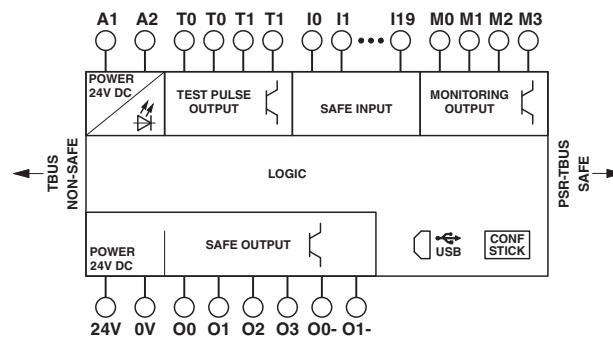 A1 A2 T0 T0 T1 T1 I0 I1 ••• I19 M0 M1 M2 M3
POWER
24V DC
TEST PULSE
OUTPUT
SAFE INPUT
MONITORING
OUTPUT
TBUS
NON-SAFE
LOGIC
PSR-TBUS
SAFE
POWER
24V DC
SAFE OUTPUT
USB
CONF
STICK
24V 0V O0 O1 O2 O3 O0- O1-